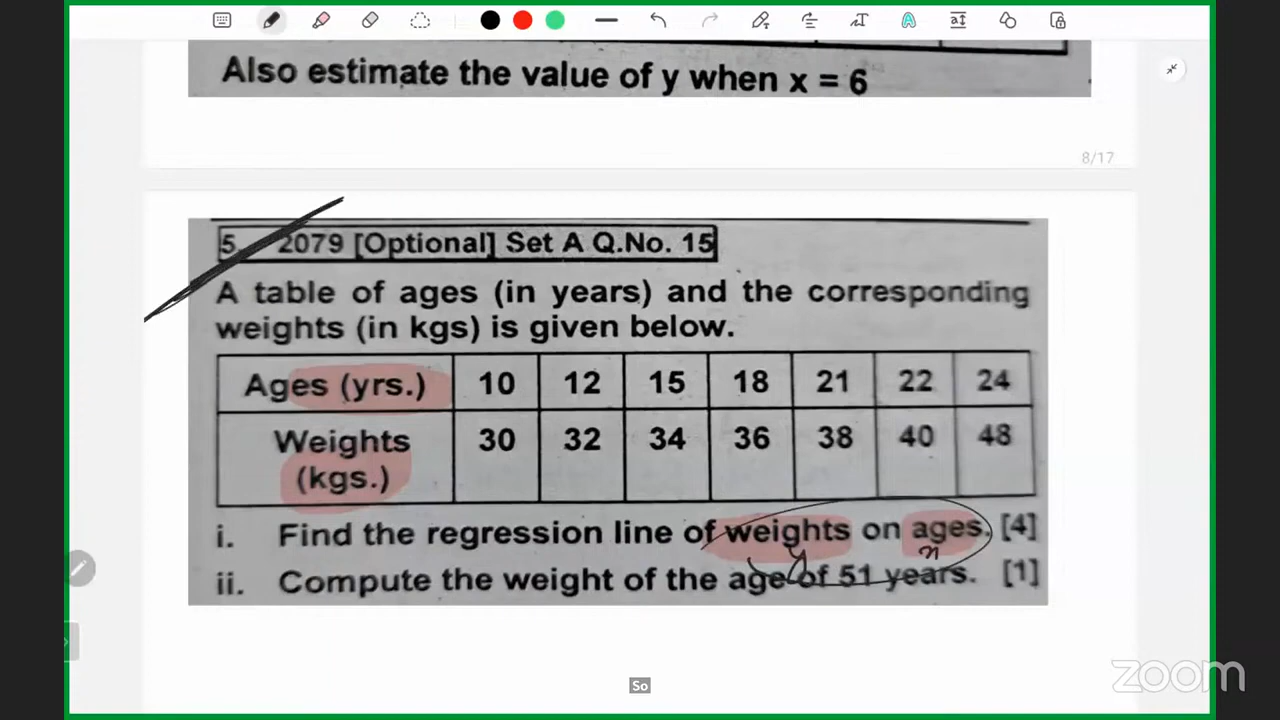 Also estimate the value of y when x = 6
8/17
5. 2079 [Optional] Set A Q.No. 15
A table of ages (in years) and the corresponding
weights (in kgs) is given below.
Ages (yrs.) 10 12 15 18 21 22 24
Weights (kgs.) 30 32 34 36 38 40 48
i. Find the regression line of weights on ages. [4]
y
ii. Compute the weight of the age of 51 years. [1]
So
zoom